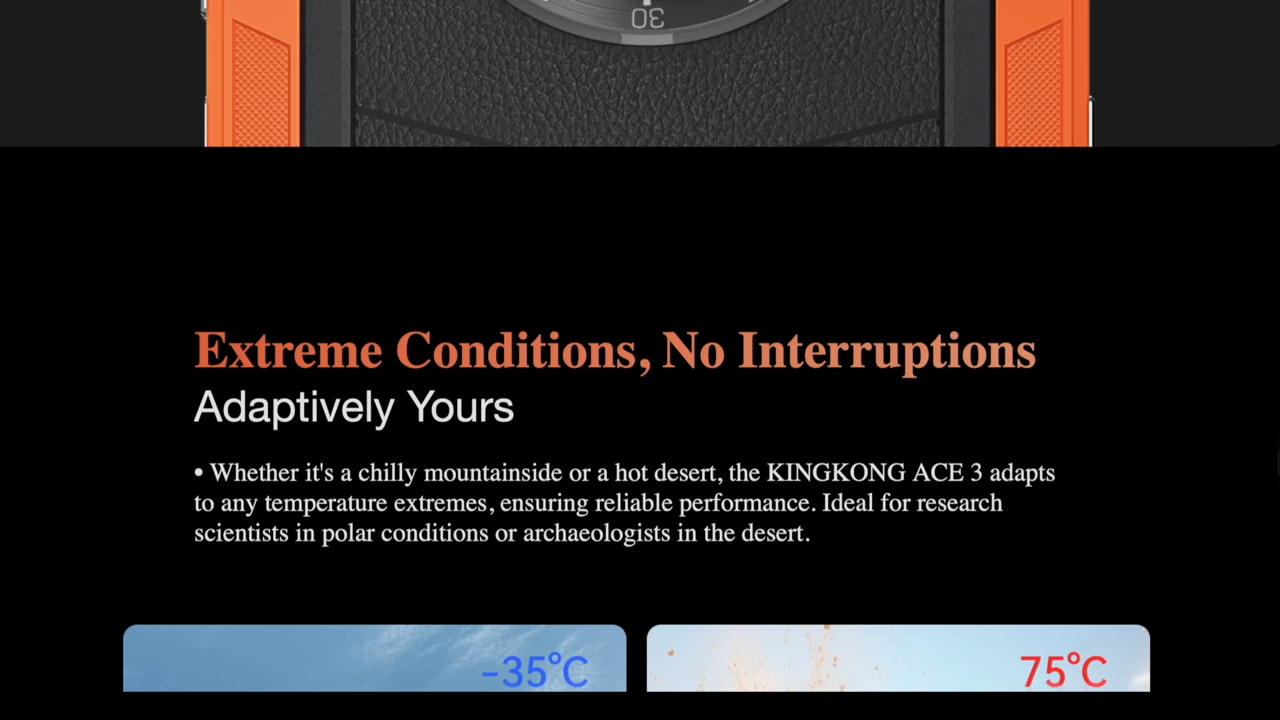 30
Extreme Conditions, No Interruptions
Adaptively Yours
• Whether it's a chilly mountainside or a hot desert, the KINGKONG ACE 3 adapts
to any temperature extremes, ensuring reliable performance. Ideal for research
scientists in polar conditions or archaeologists in the desert.
-35°C
75°C